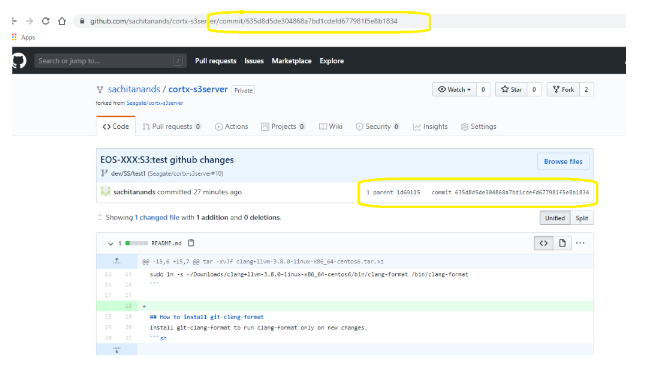 github.com/sachitanands/cortx-s3server/commit/635d8d5de304868a7bd1cdefd677981f5e8b1834
Apps
Search or jump to... / Pull requests Issues Marketplace Explore
sachitanands / cortx-s3server Private
forked from Seagate/cortx-s3server
Watch 0 Star 0 Fork 2
Code Pull requests 0 Actions Projects 0 Wiki Security 0 Insights Settings
EOS-XXX:S3:test github changes
Browse files
dev/SS/test1 (Seagate/cortx-s3server#10)
sachitanands committed 27 minutes ago
1 parent 1d69115 commit 635d8d5de304868a7bd1cdefd677981f5e8b1834
Showing 1 changed file with 1 addition and 0 deletions.
Unified Split
1 README.md
@@ -15,6 +15,7 @@ tar -xvJf clang+llvm-3.8.0-linux-x86_64-centos6.tar.xz
15 sudo ln -s ~/Downloads/clang+llvm-3.8.0-linux-x86_64-centos6/bin/clang-format /bin/clang-format
16 16 ```
17 17
18 +
18 19 ## How to install git-clang-format
19 20 Install git-clang-format to run clang-format only on new changes.
20 21 ```sh